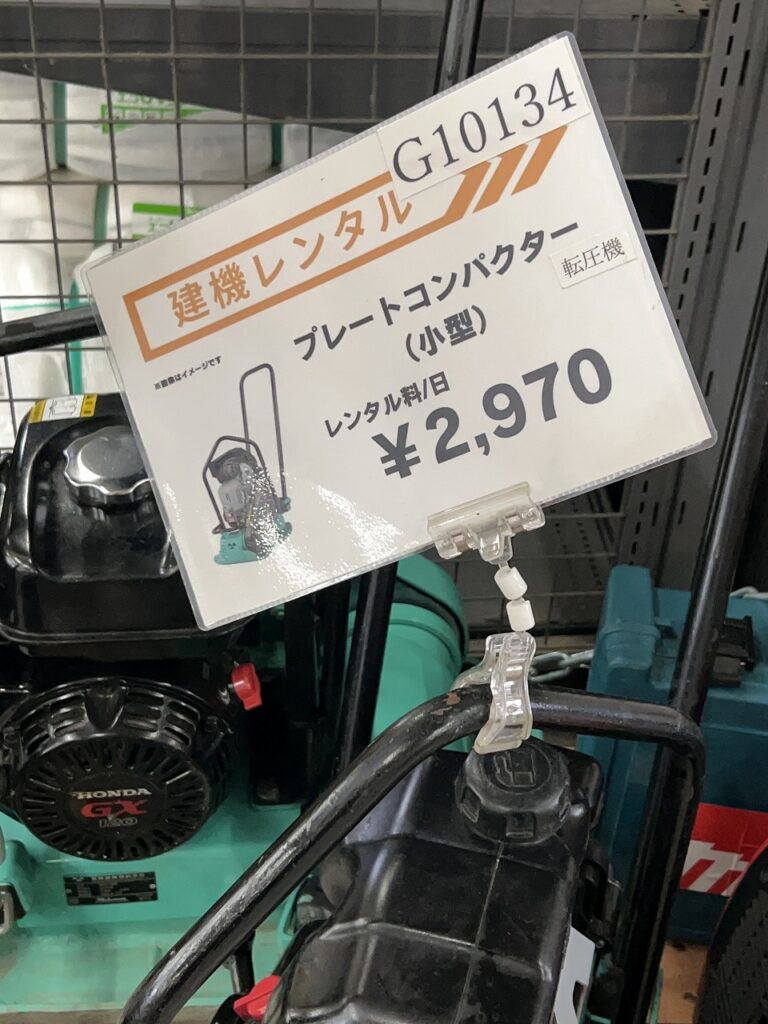 G10134
建機レンタル
プレートコンパクター
(小型)
転圧機
※画像はイメージです
レンタル料/日
¥2,970
HONDA
GX
120